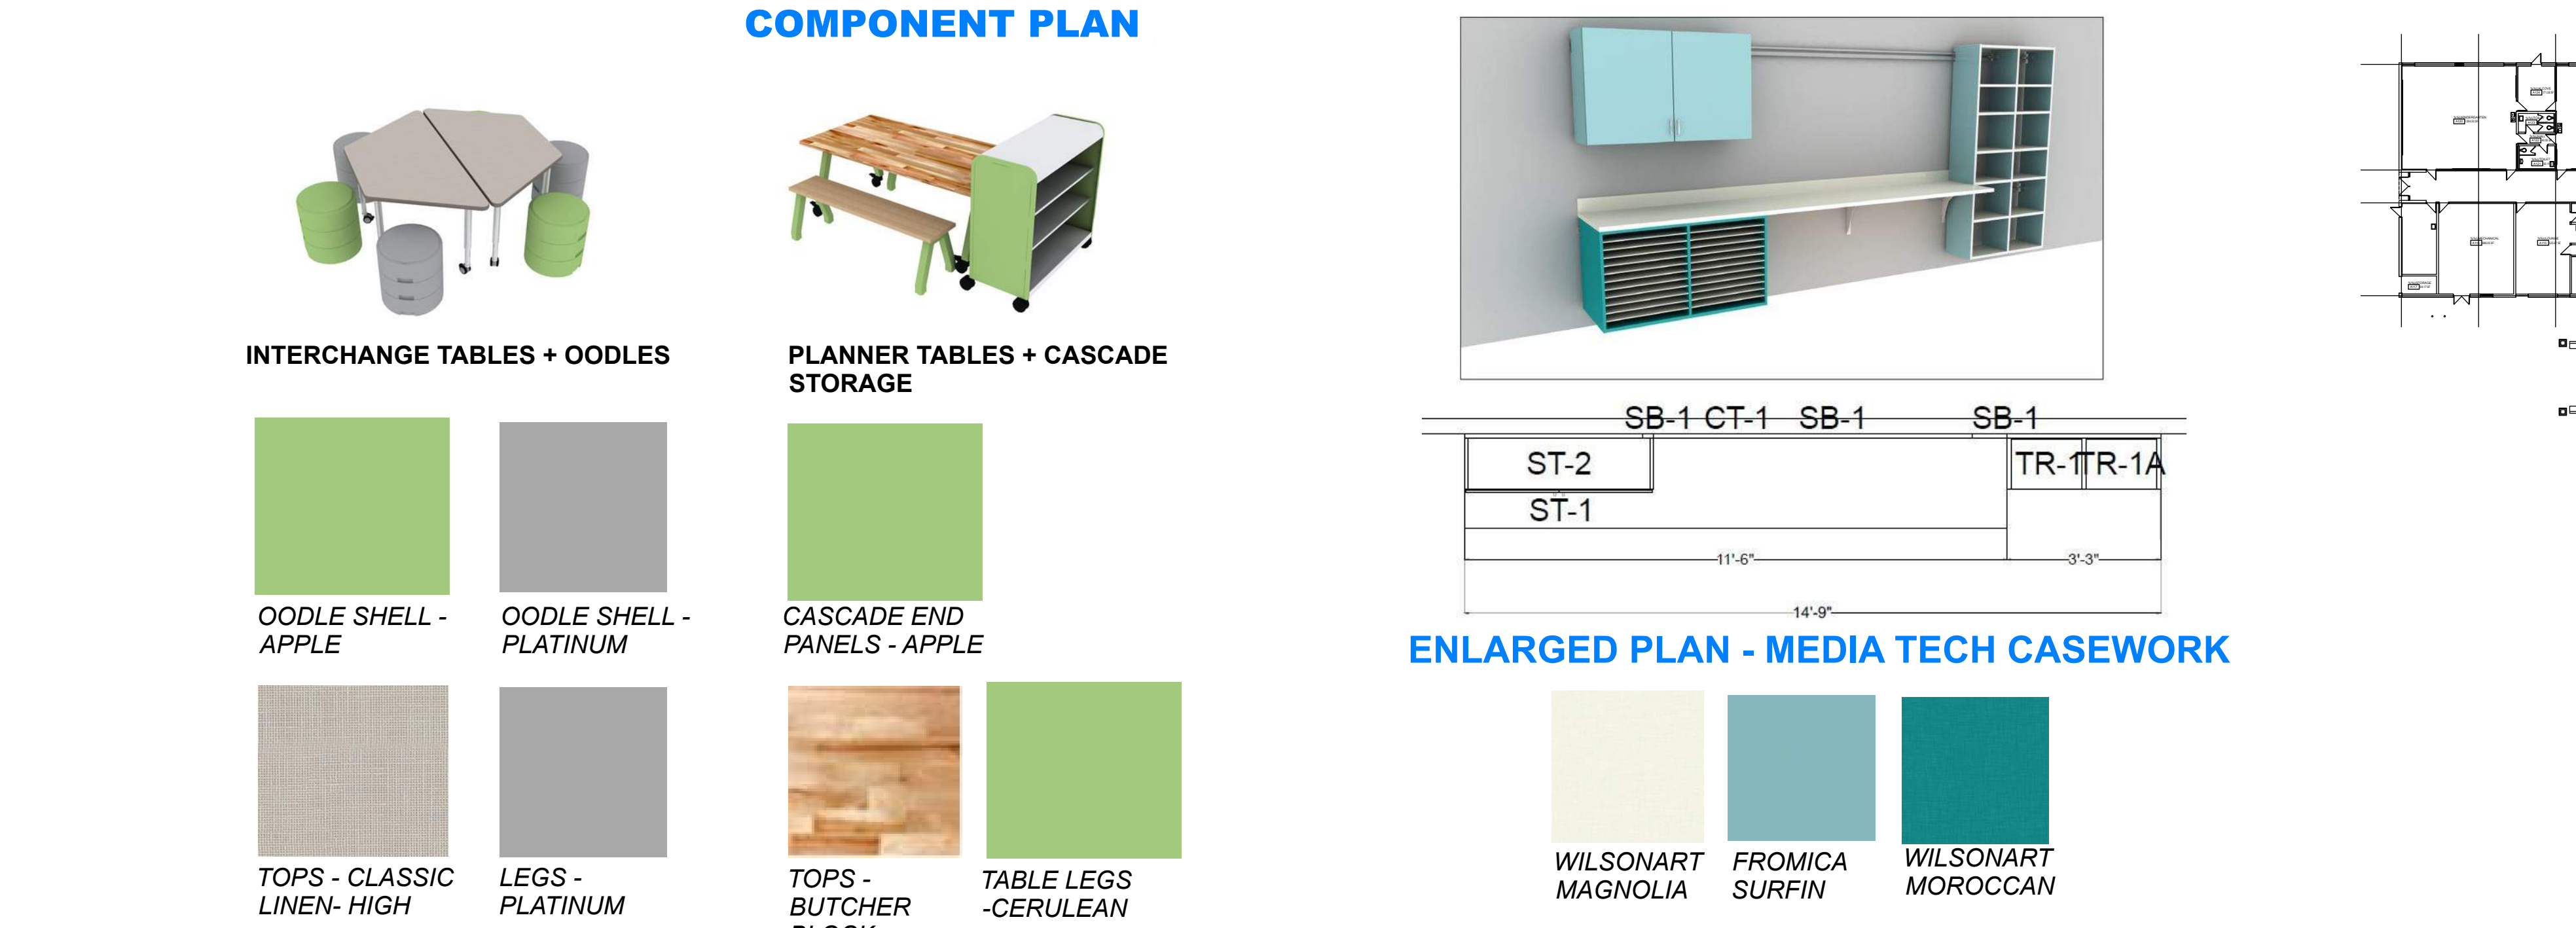 COMPONENT PLAN
INTERCHANGE TABLES + OODLES
PLANNER TABLES + CASCADE
STORAGE
OODLE SHELL -
APPLE
OODLE SHELL -
PLATINUM
CASCADE END
PANELS - APPLE
TOPS - CLASSIC
LINEN- HIGH
LEGS -
PLATINUM
TOPS -
BUTCHER
BLOCK
TABLE LEGS
-CERULEAN
SB-1 CT-1 SB-1 SB-1
ST-2
TR-1 TR-1A
ST-1
11'-6"
3'-3"
14'-9"
ENLARGED PLAN - MEDIA TECH CASEWORK
WILSONART
MAGNOLIA
FROMICA
SURFIN
WILSONART
MOROCCAN